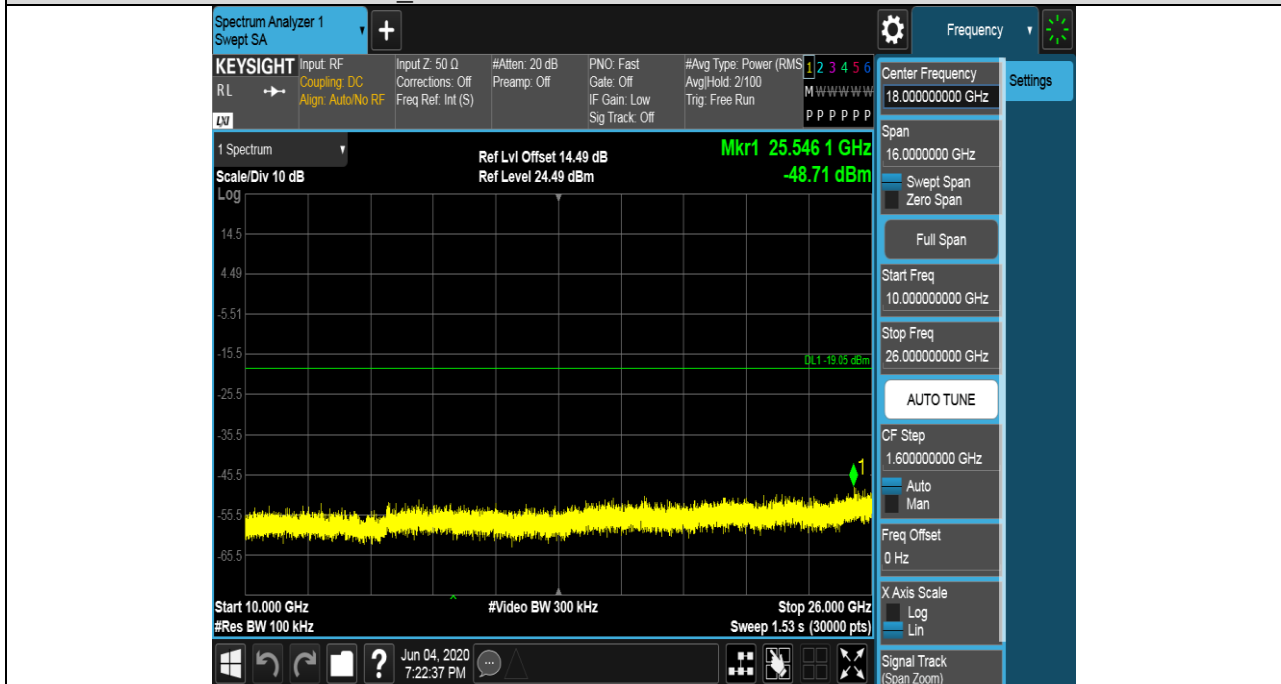 Spectrum Analyzer 1
Swept SA
+
Frequency
KEYSIGHT
RL
LXI
Input: RF
Coupling: DC
Align: Auto/No RF
Input Z: 50 Ω
Corrections: Off
Freq Ref: Int (S)
#Atten: 20 dB
Preamp: Off
PNO: Fast
Gate: Off
IF Gain: Low
Sig Track: Off
#Avg Type: Power (RMS
Avg|Hold: 2/100
Trig: Free Run
1 2 3 4 5 6
M W W W W W
P P P P P P
Center Frequency
18.000000000 GHz
Settings
1 Spectrum
Ref Lvl Offset 14.49 dB
Mkr1 25.546 1 GHz
Scale/Div 10 dB
Ref Level 24.49 dBm
-48.71 dBm
Log
14.5
4.49
-5.51
-15.5
DL1 -19.05 dBm
-25.5
-35.5
-45.5
1
-55.5
-65.5
Start 10.000 GHz
#Video BW 300 kHz
Stop 26.000 GHz
#Res BW 100 kHz
Sweep 1.53 s (30000 pts)
Span
16.0000000 GHz
Swept Span
Zero Span
Full Span
Start Freq
10.000000000 GHz
Stop Freq
26.000000000 GHz
AUTO TUNE
CF Step
1.600000000 GHz
Auto
Man
Freq Offset
0 Hz
X Axis Scale
Log
Lin
Signal Track
(Span Zoom)
?
Jun 04, 2020
7:22:37 PM